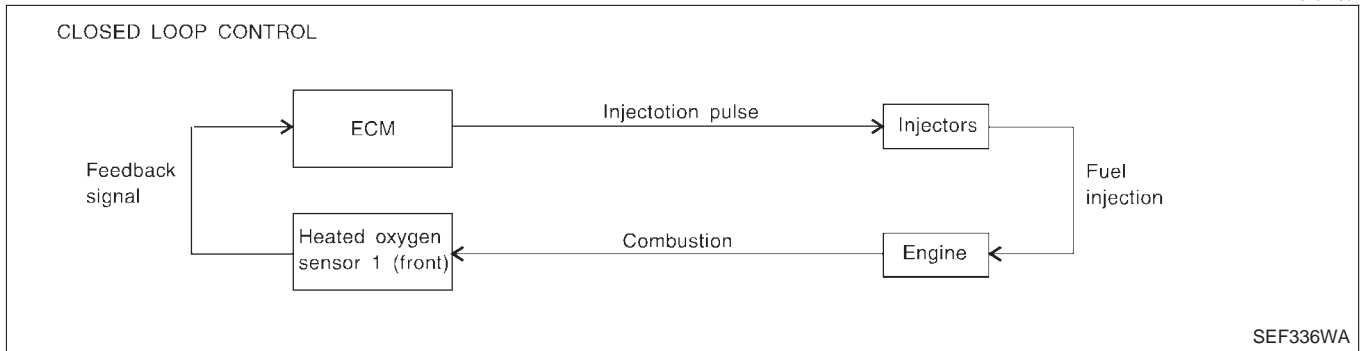 CLOSED LOOP CONTROL
ECM
Injectotion pulse
Injectors
Feedback
signal
Fuel
injection
Heated oxygen
sensor 1 (front)
Combustion
Engine
SEF336WA